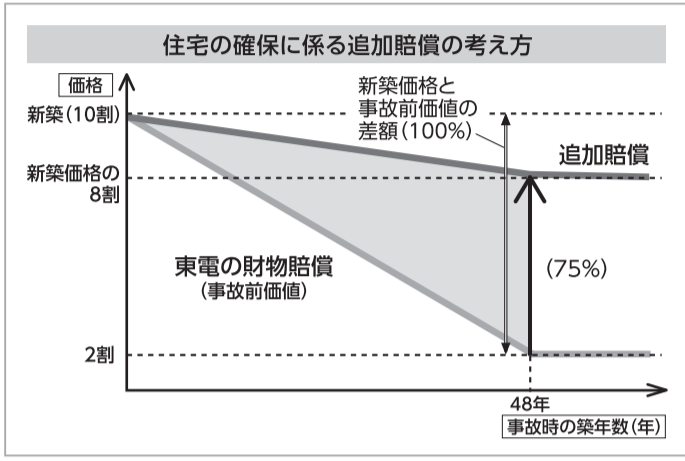 住宅の確保に係る追加賠償の考え方
価格
新築(10割)
新築価格と
事故前価値の
差額(100%)
追加賠償
新築価格の
8割
東電の財物賠償
(事故前価値)
(75%)
2割
48年
事故時の築年数(年)